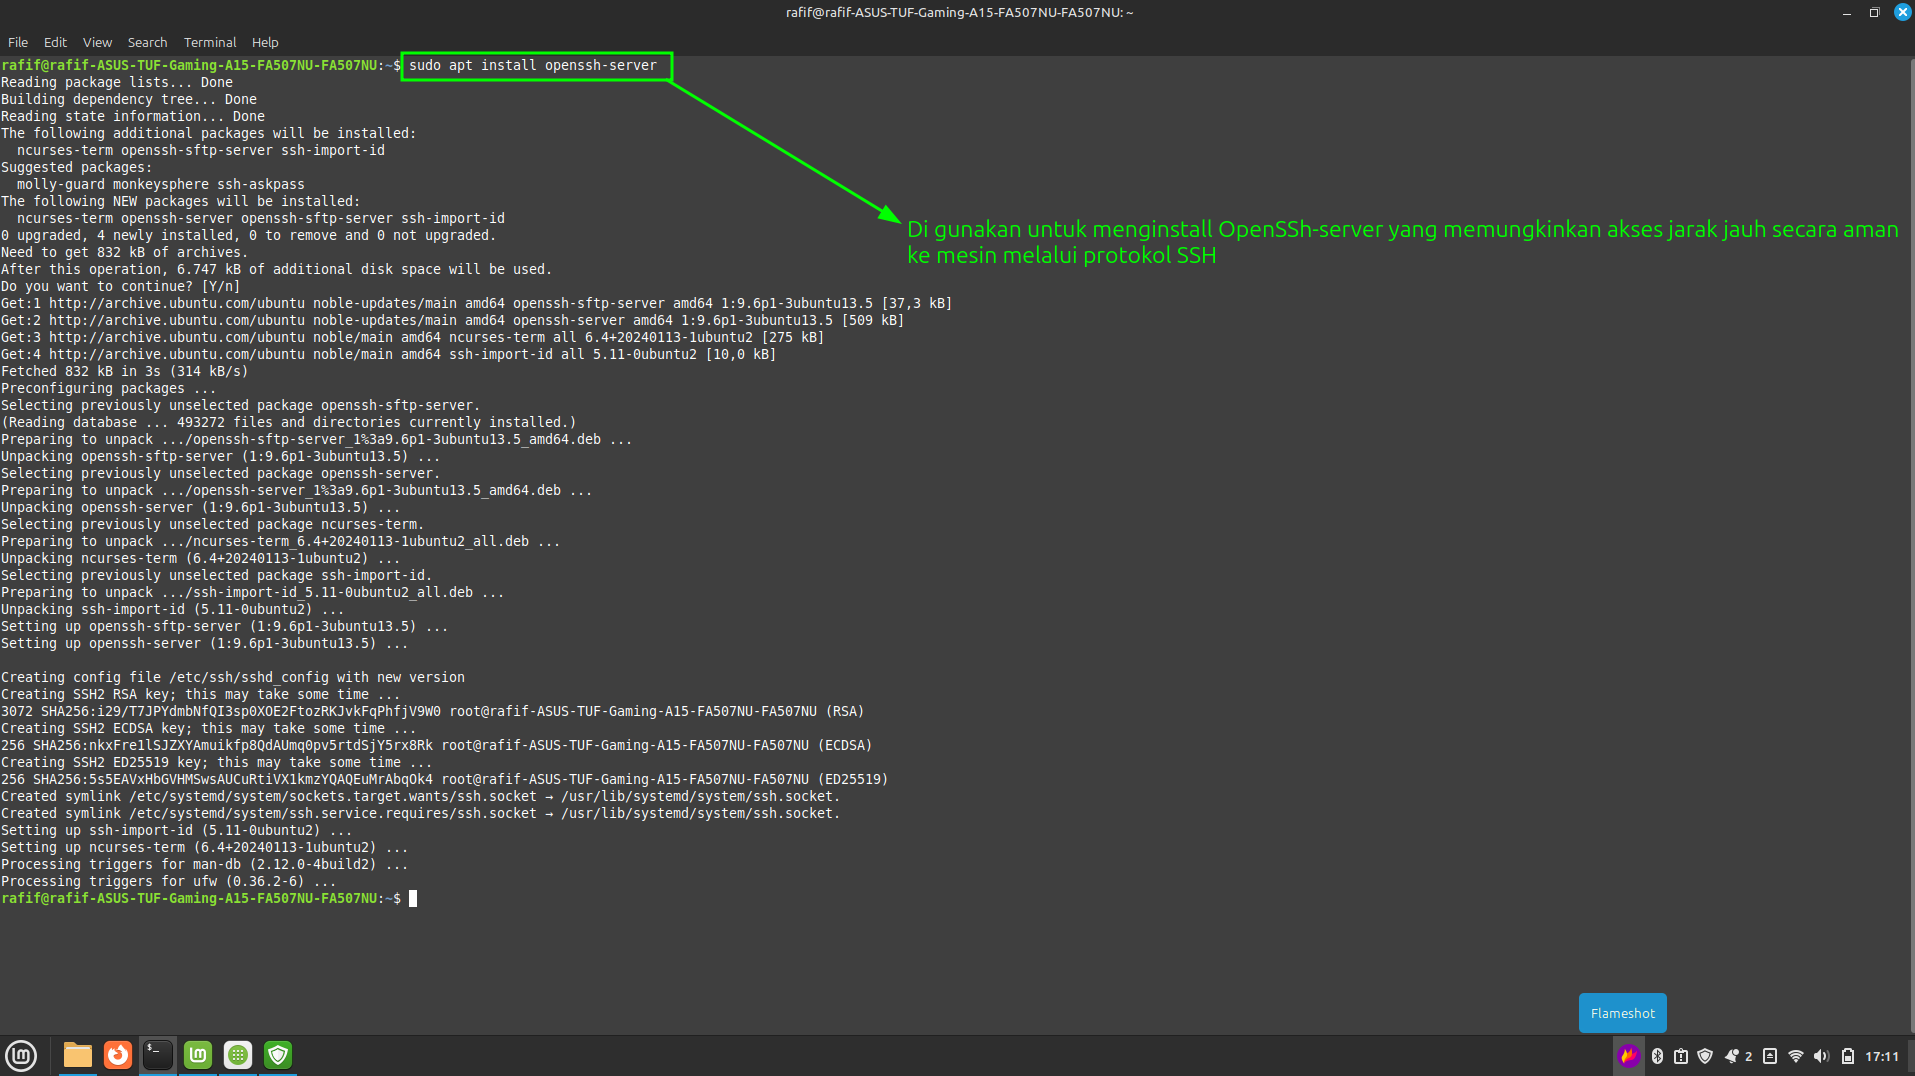 rafif@rafif-ASUS-TUF-Gaming-A15-FA507NU-FA507NU: ~
File Edit View Search Terminal Help
rafif@rafif-ASUS-TUF-Gaming-A15-FA507NU-FA507NU:~$ sudo apt install openssh-server
Reading package lists... Done
Building dependency tree... Done
Reading state information... Done
The following additional packages will be installed:
  ncurses-term openssh-sftp-server ssh-import-id
Suggested packages:
  molly-guard monkeysphere ssh-askpass
The following NEW packages will be installed:
  ncurses-term openssh-server openssh-sftp-server ssh-import-id
0 upgraded, 4 newly installed, 0 to remove and 0 not upgraded.
Need to get 832 kB of archives.
After this operation, 6.747 kB of additional disk space will be used.
Do you want to continue? [Y/n]
Di gunakan untuk menginstall OpenSSh-server yang memungkinkan akses jarak jauh secara aman
ke mesin melalui protokol SSH
Get:1 http://archive.ubuntu.com/ubuntu noble-updates/main amd64 openssh-sftp-server amd64 1:9.6p1-3ubuntu13.5 [37,3 kB]
Get:2 http://archive.ubuntu.com/ubuntu noble-updates/main amd64 openssh-server amd64 1:9.6p1-3ubuntu13.5 [509 kB]
Get:3 http://archive.ubuntu.com/ubuntu noble/main amd64 ncurses-term all 6.4+20240113-1ubuntu2 [275 kB]
Get:4 http://archive.ubuntu.com/ubuntu noble/main amd64 ssh-import-id all 5.11-0ubuntu2 [10,0 kB]
Fetched 832 kB in 3s (314 kB/s)
Preconfiguring packages ...
Selecting previously unselected package openssh-sftp-server.
(Reading database ... 493272 files and directories currently installed.)
Preparing to unpack .../openssh-sftp-server_1%3a9.6p1-3ubuntu13.5_amd64.deb ...
Unpacking openssh-sftp-server (1:9.6p1-3ubuntu13.5) ...
Selecting previously unselected package openssh-server.
Preparing to unpack .../openssh-server_1%3a9.6p1-3ubuntu13.5_amd64.deb ...
Unpacking openssh-server (1:9.6p1-3ubuntu13.5) ...
Selecting previously unselected package ncurses-term.
Preparing to unpack .../ncurses-term_6.4+20240113-1ubuntu2_all.deb ...
Unpacking ncurses-term (6.4+20240113-1ubuntu2) ...
Selecting previously unselected package ssh-import-id.
Preparing to unpack .../ssh-import-id_5.11-0ubuntu2_all.deb ...
Unpacking ssh-import-id (5.11-0ubuntu2) ...
Setting up openssh-sftp-server (1:9.6p1-3ubuntu13.5) ...
Setting up openssh-server (1:9.6p1-3ubuntu13.5) ...
Creating config file /etc/ssh/sshd_config with new version
Creating SSH2 RSA key; this may take some time ...
3072 SHA256:i29/T7JPYdmbNfQI3sp0XOE2FtozRKJvkFqPhfjV9W0 root@rafif-ASUS-TUF-Gaming-A15-FA507NU-FA507NU (RSA)
Creating SSH2 ECDSA key; this may take some time ...
256 SHA256:nkxFre1lSJZXYAmuikfp8QdAUmq0pv5rtdSjY5rx8Rk root@rafif-ASUS-TUF-Gaming-A15-FA507NU-FA507NU (ECDSA)
Creating SSH2 ED25519 key; this may take some time ...
256 SHA256:5s5EAVxHbGVHMSwsAUCuRtiVX1kmzYQAQEuMrAbqOk4 root@rafif-ASUS-TUF-Gaming-A15-FA507NU-FA507NU (ED25519)
Created symlink /etc/systemd/system/sockets.target.wants/ssh.socket → /usr/lib/systemd/system/ssh.socket.
Created symlink /etc/systemd/system/ssh.service.requires/ssh.socket → /usr/lib/systemd/system/ssh.socket.
Setting up ssh-import-id (5.11-0ubuntu2) ...
Setting up ncurses-term (6.4+20240113-1ubuntu2) ...
Processing triggers for man-db (2.12.0-4build2) ...
Processing triggers for ufw (0.36.2-6) ...
rafif@rafif-ASUS-TUF-Gaming-A15-FA507NU-FA507NU:~$
Flameshot
2 17:11